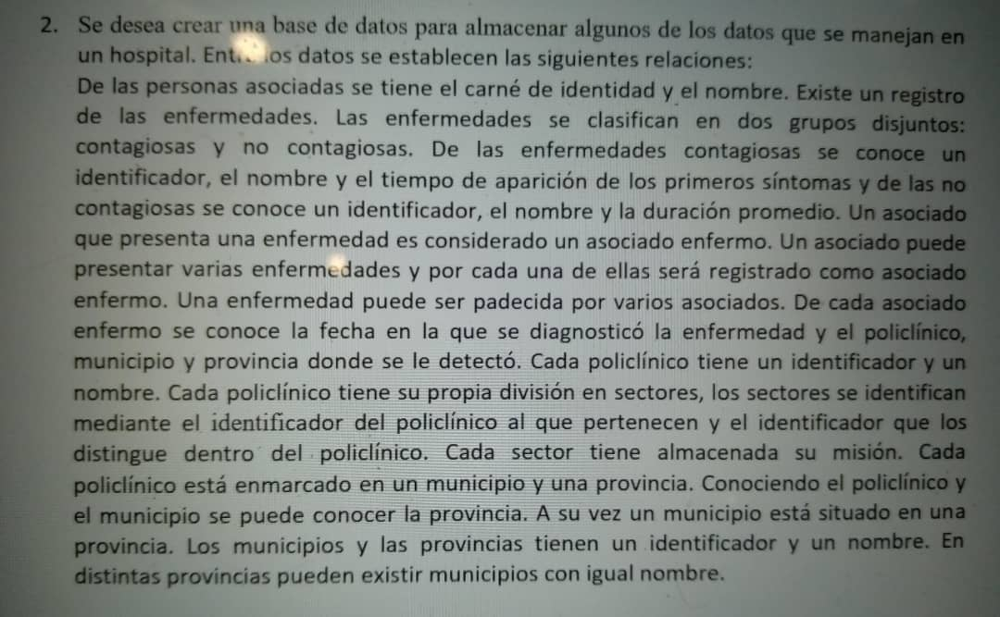 2. Se desea crear una base de datos para almacenar algunos de los datos que se manejan en
un hospital. Entre los datos se establecen las siguientes relaciones:
De las personas asociadas se tiene el carné de identidad y el nombre. Existe un registro
de las enfermedades. Las enfermedades se clasifican en dos grupos disjuntos:
contagiosas y no contagiosas. De las enfermedades contagiosas se conoce un
identificador, el nombre y el tiempo de aparición de los primeros síntomas y de las no
contagiosas se conoce un identificador, el nombre y la duración promedio. Un asociado
que presenta una enfermedad es considerado un asociado enfermo. Un asociado puede
presentar varias enfermedades y por cada una de ellas será registrado como asociado
enfermo. Una enfermedad puede ser padecida por varios asociados. De cada asociado
enfermo se conoce la fecha en la que se diagnosticó la enfermedad y el policlínico,
municipio y provincia donde se le detectó. Cada policlínico tiene un identificador y un
nombre. Cada policlínico tiene su propia división en sectores, los sectores se identifican
mediante el identificador del policlínico al que pertenecen y el identificador que los
distingue dentro del policlínico. Cada sector tiene almacenada su misión. Cada
policlínico está enmarcado en un municipio y una provincia. Conociendo el policlínico y
el municipio se puede conocer la provincia. A su vez un municipio está situado en una
provincia. Los municipios y las provincias tienen un identificador y un nombre. En
distintas provincias pueden existir municipios con igual nombre.